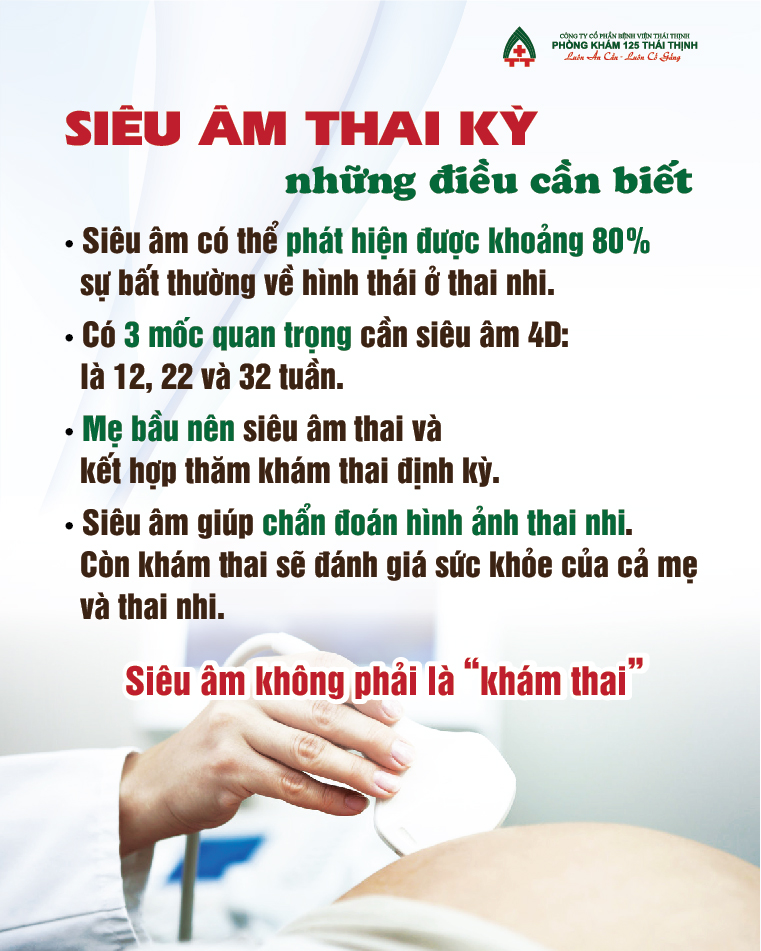 CÔNG TY CỔ PHẦN BỆNH VIỆN THÁI THỊNH
PHÒNG KHÁM 125 THÁI THỊNH
Luôn Ân Cần - Luôn Cố Gắng
SIÊU ÂM THAI KỲ
những điều cần biết
• Siêu âm có thể phát hiện được khoảng 80%
sự bất thường về hình thái ở thai nhi.
• Có 3 mốc quan trọng cần siêu âm 4D:
là 12, 22 và 32 tuần.
• Mẹ bầu nên siêu âm thai và
kết hợp thăm khám thai định kỳ.
• Siêu âm giúp chẩn đoán hình ảnh thai nhi.
Còn khám thai sẽ đánh giá sức khỏe của cả mẹ
và thai nhi.
Siêu âm không phải là “khám thai”